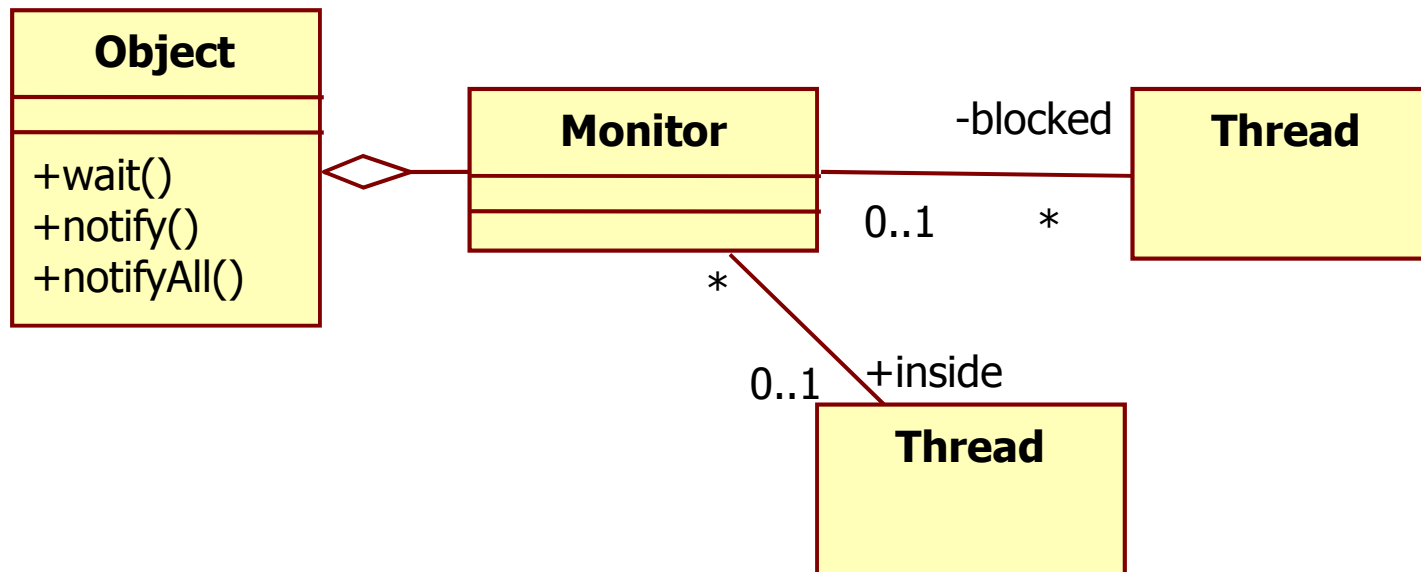 Object
+wait()
+notify()
+notifyAll()
Monitor
-blocked
0..1
*
Thread
*
0..1
+inside
Thread